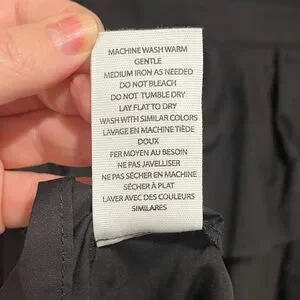 MACHINE WASH WARM
GENTLE
MEDIUM IRON AS NEEDED
DO NOT BLEACH
DO NOT TUMBLE DRY
LAY FLAT TO DRY
WASH WITH SIMILAR COLORS
LAVAGE EN MACHINE TIÈDE
DOUX
FER MOYEN AU BESOIN
NE PAS JAVELLISER
NE PAS SÉCHER EN MACHINE
SÉCHER À PLAT
LAVER AVEC DES COULEURS
SIMILAIRES